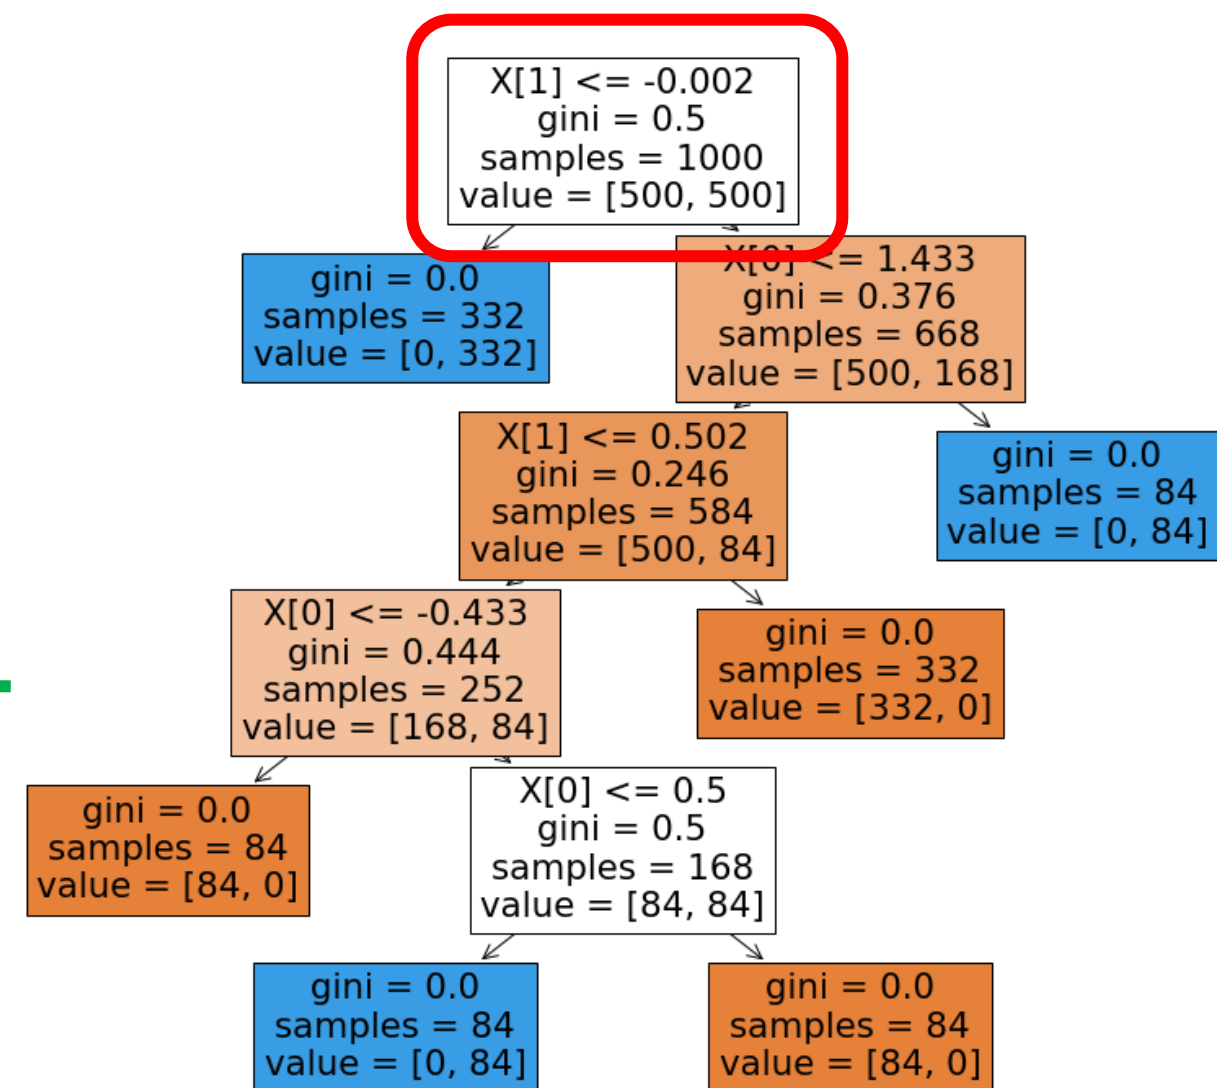 X[1] <= -0.002
gini = 0.5
samples = 1000
value = [500, 500]
gini = 0.0
samples = 332
value = [0, 332]
X[0] <= 1.433
gini = 0.376
samples = 668
value = [500, 168]
X[1] <= 0.502
gini = 0.246
samples = 584
value = [500, 84]
gini = 0.0
samples = 84
value = [0, 84]
X[0] <= -0.433
gini = 0.444
samples = 252
value = [168, 84]
gini = 0.0
samples = 332
value = [332, 0]
gini = 0.0
samples = 84
value = [84, 0]
X[0] <= 0.5
gini = 0.5
samples = 168
value = [84, 84]
gini = 0.0
samples = 84
value = [0, 84]
gini = 0.0
samples = 84
value = [84, 0]